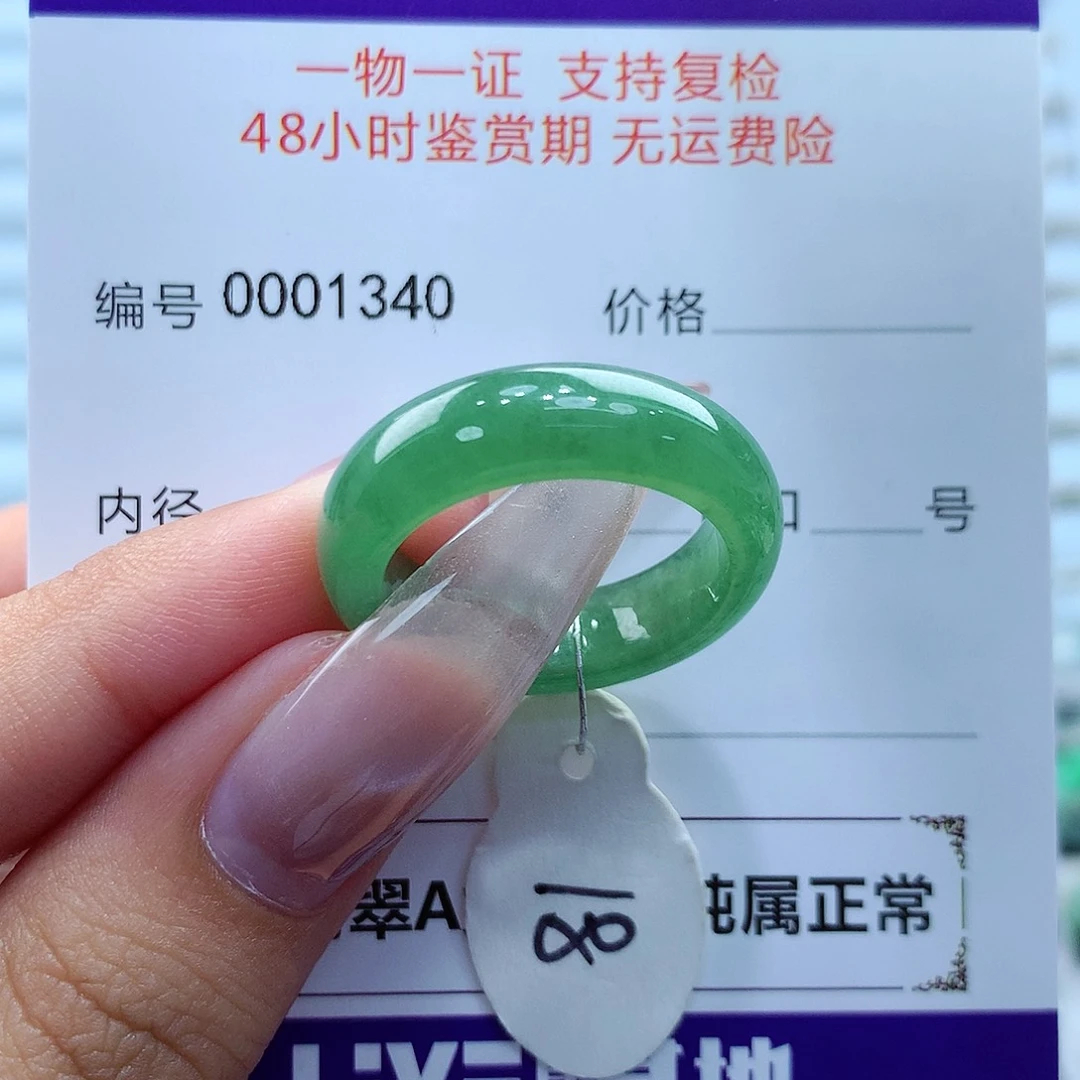 一物一证 支持复检
48小时鉴赏期 无运费险
编号 0001340 价格
内径 号
翠A 纯属正常
18